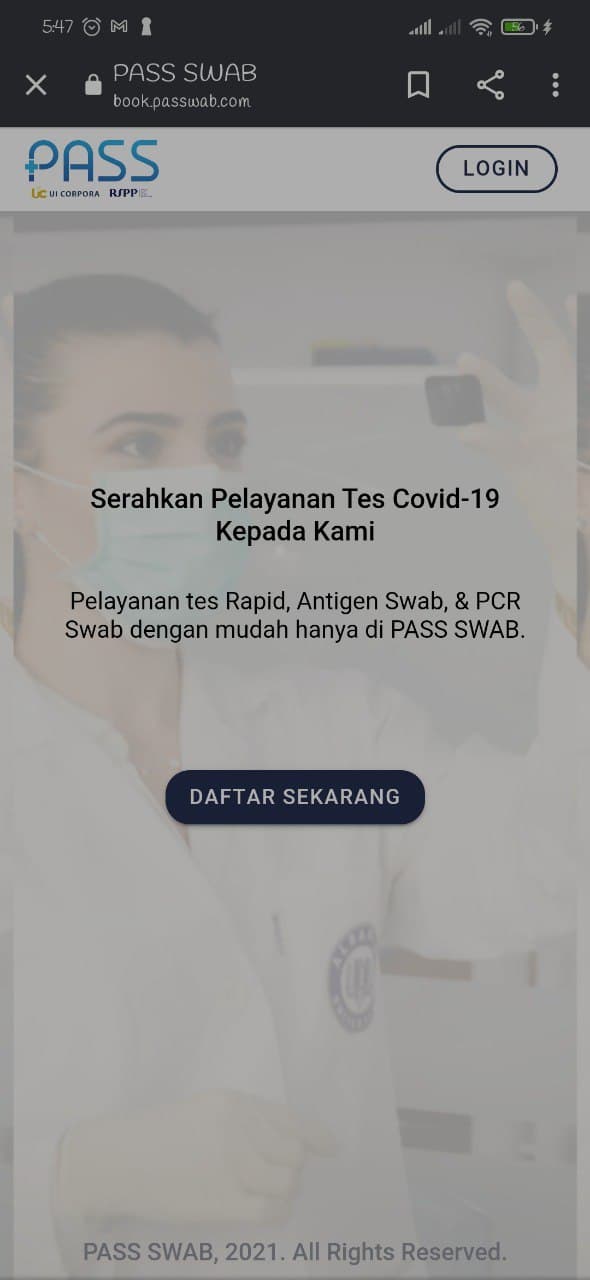 5:47
56
PASS SWAB
book.passwab.com
PASS
UC UI CORPORA RSPP
LOGIN
Serahkan Pelayanan Tes Covid-19
Kepada Kami
Pelayanan tes Rapid, Antigen Swab, & PCR
Swab dengan mudah hanya di PASS SWAB.
DAFTAR SEKARANG
PASS SWAB, 2021. All Rights Reserved.